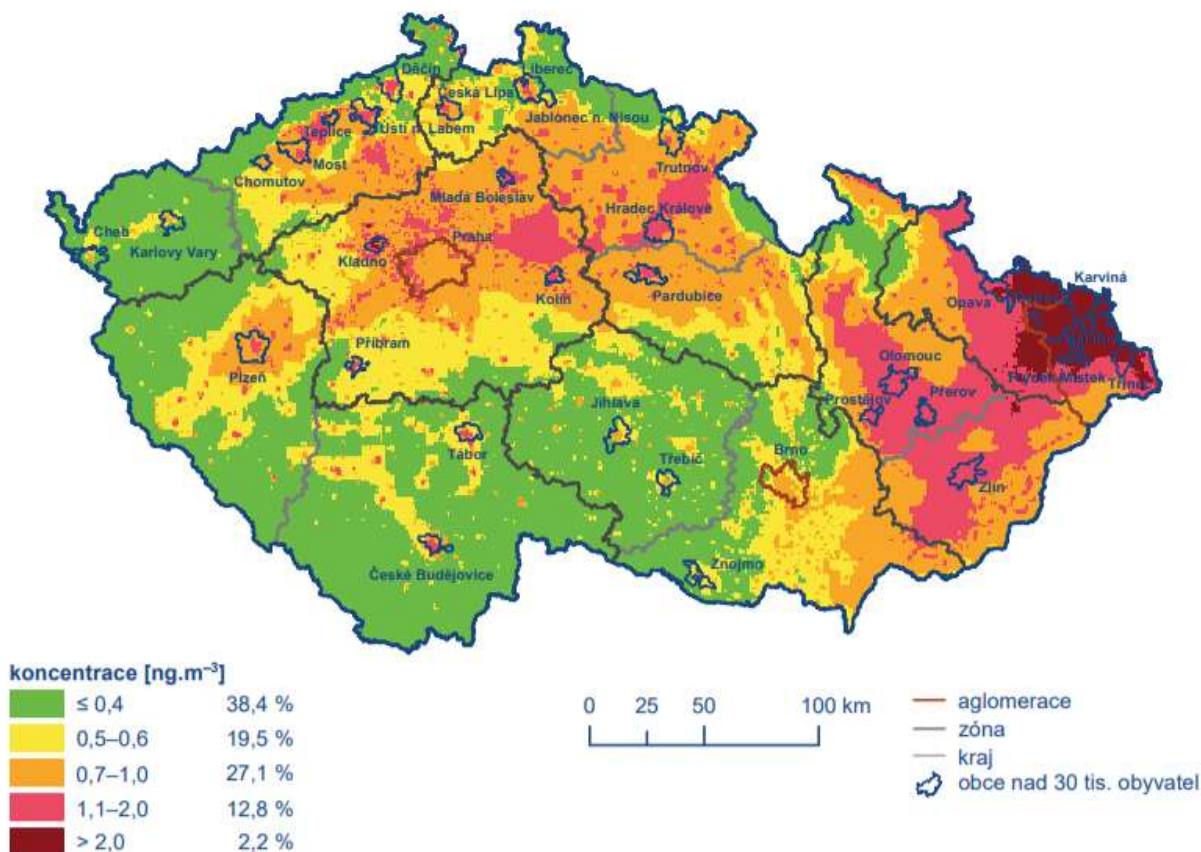 Děčín
Liberec
Česká Lípa
Jablonec n. Nisou
Teplice
Ústí n. Labem
Most
Trutnov
Chomutov
Mladá Boleslav
Hradec Králové
Cheb
Karlovy Vary
Praha
Kladno
Kolín
Pardubice
Karviná
Opava
Příbram
Plzeň
Olomouc
Frýdek-Místek
Třinec
Jihlava
Prostějov
Přerov
Tábor
Třebíč
Brno
Zlín
České Budějovice
Znojmo
koncentrace [ng.m⁻³]
≤ 0,4 38,4 %
0,5–0,6 19,5 %
0,7–1,0 27,1 %
1,1–2,0 12,8 %
> 2,0 2,2 %
0 25 50 100 km
aglomerace
zóna
kraj
obce nad 30 tis. obyvatel